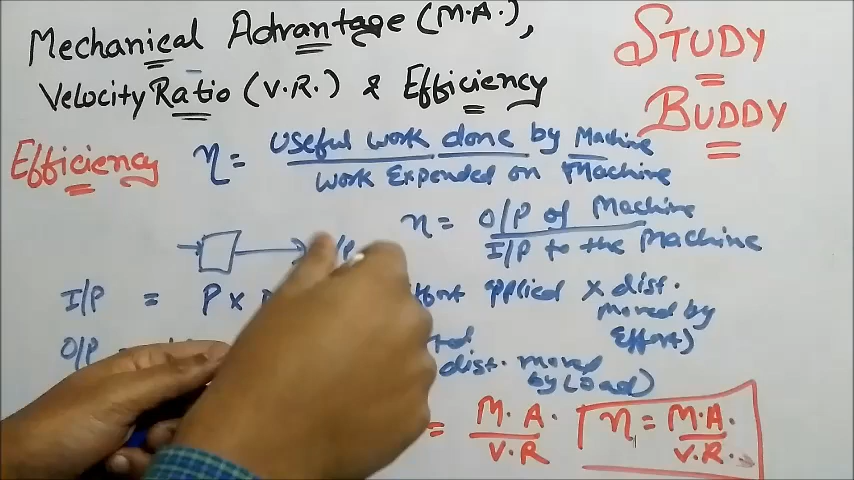 Mechanical Advantage (M.A.),
Velocity Ratio (V.R.) & Efficiency
STUDY
BUDDY
Efficiency η = Useful work done by Machine
Work Expended on Machine
η = O/P of Machine
I/P to the Machine
I/P = P x
effort applied x dist.
moved by
Effort)
O/P =
dist. moved
by Load)
= M.A.
V.R
η = M.A.
V.R.